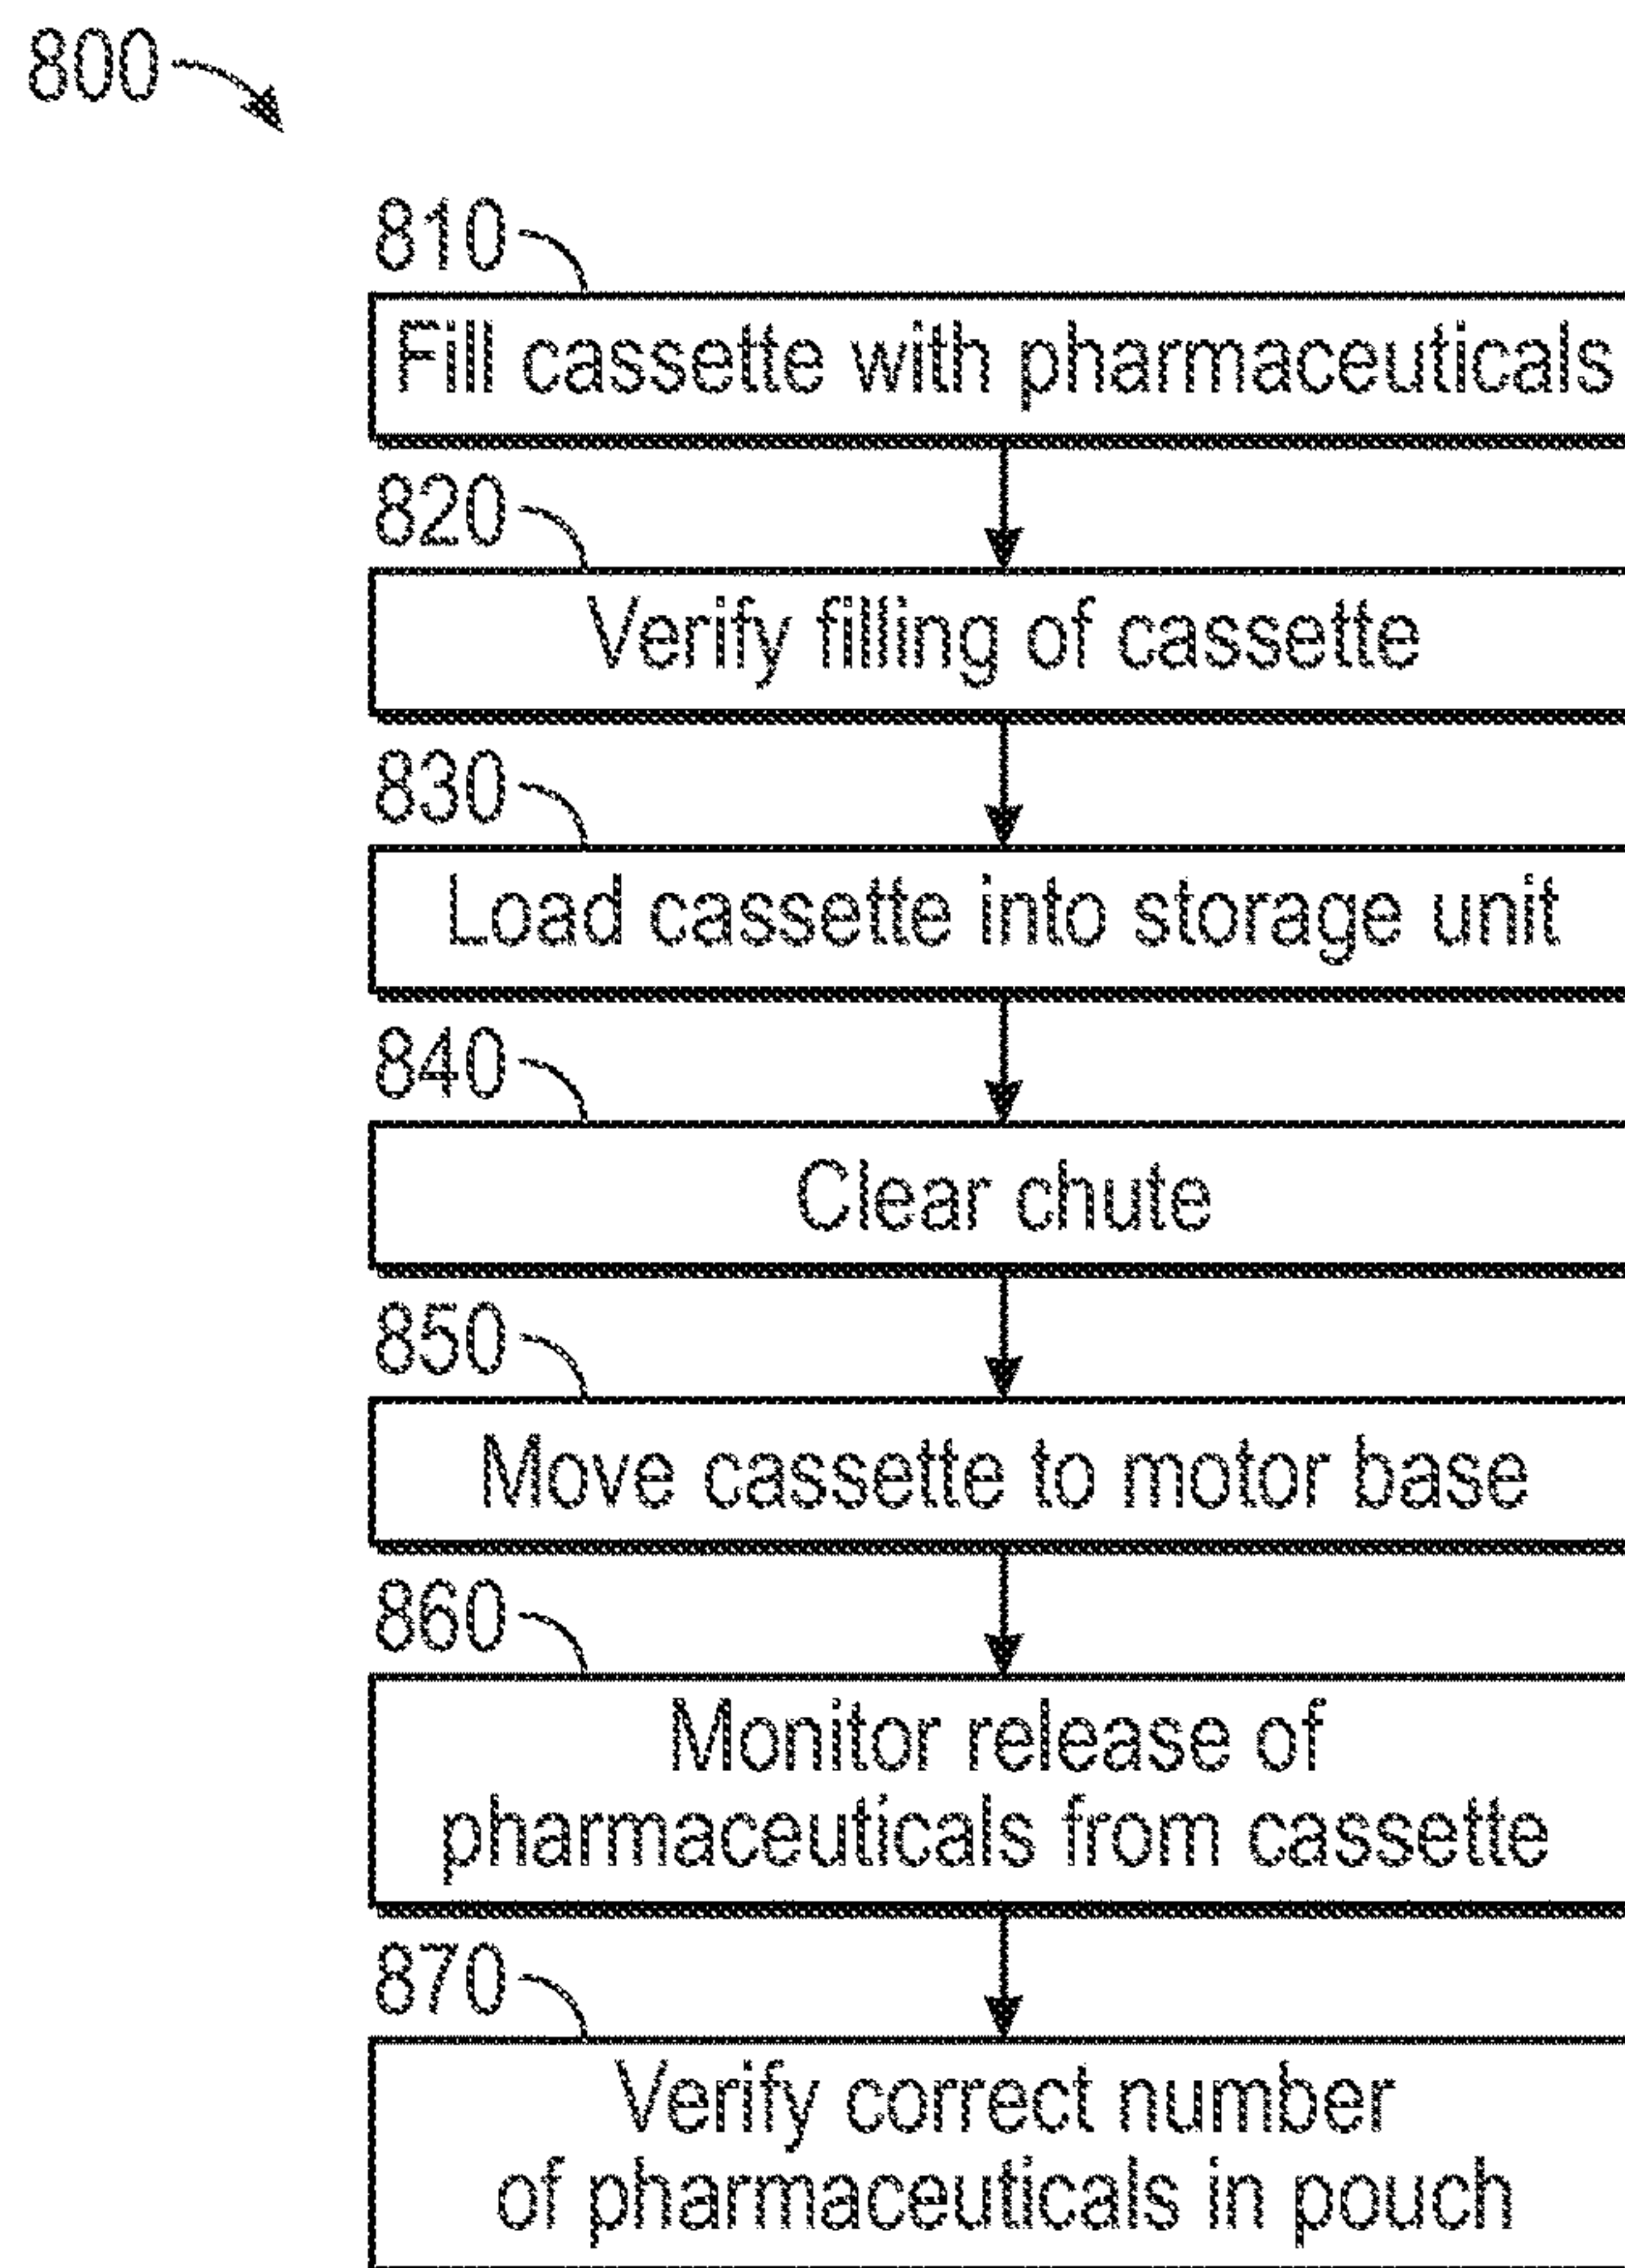 800
810
Fill cassette with pharmaceuticals
820
Verify filling of cassette
830
Load cassette into storage unit
840
Clear chute
850
Move cassette to motor base
860
Monitor release of
pharmaceuticals from cassette
870
Verify correct number
of pharmaceuticals in pouch